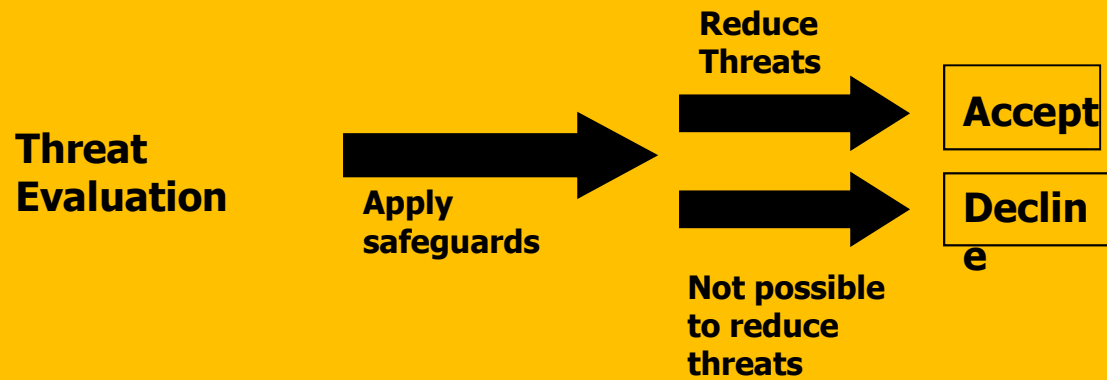 Threat
Evaluation
Apply
safeguards
Reduce
Threats
Accept
Not possible
to reduce
threats
Declin
e